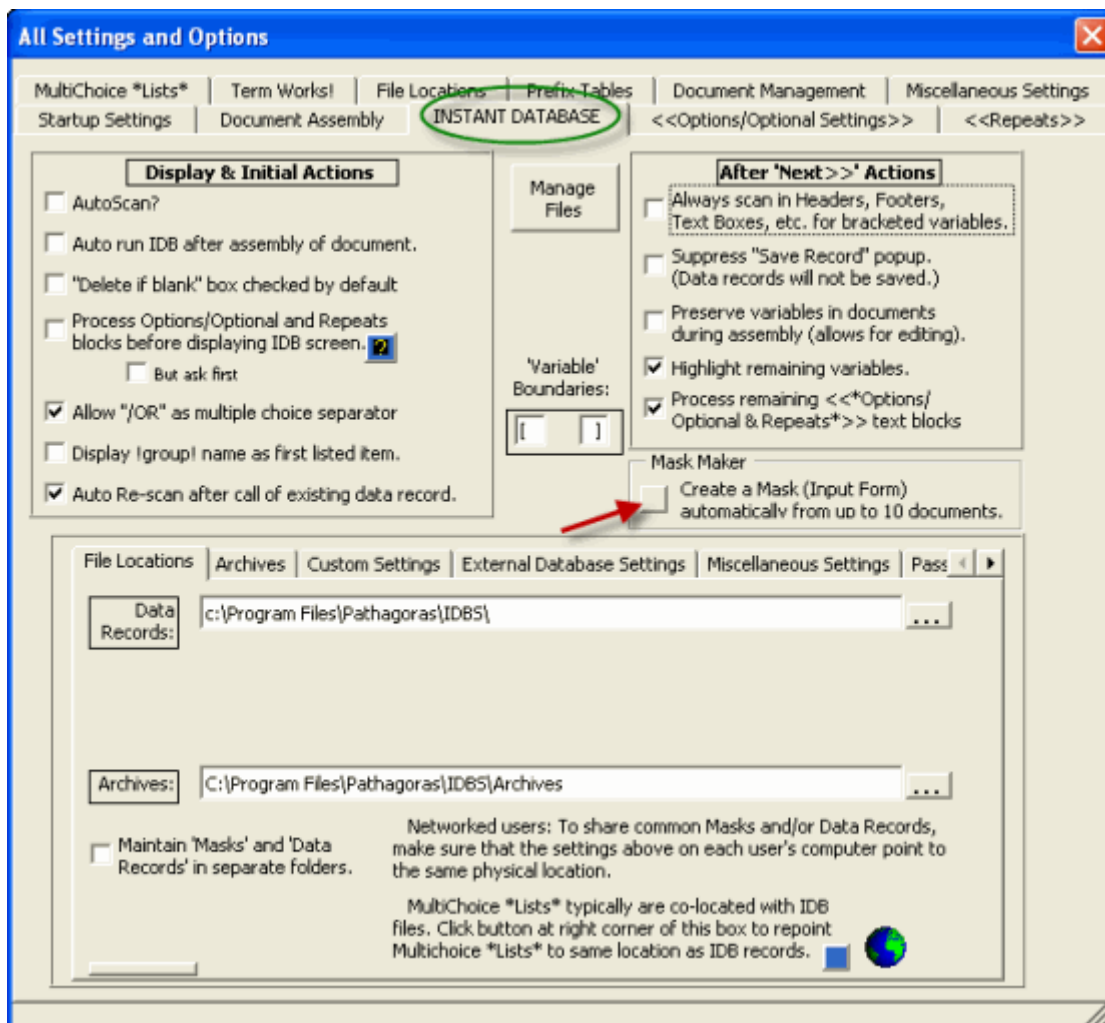 All Settings and Options
MultiChoice *Lists* Term Works! File Locations Prefix Tables Document Management Miscellaneous Settings
Startup Settings Document Assembly INSTANT DATABASE <<Options/Optional Settings>> <<Repeats>>
Display & Initial Actions
AutoScan?
Auto run IDB after assembly of document.
"Delete if blank" box checked by default
Process Options/Optional and Repeats
blocks before displaying IDB screen. ?
But ask first
Allow "/OR" as multiple choice separator
Display !group! name as first listed item.
Auto Re-scan after call of existing data record.
Manage
Files
'Variable'
Boundaries:
[ ]
After 'Next>>' Actions
Always scan in Headers, Footers,
Text Boxes, etc. for bracketed variables.
Suppress "Save Record" popup.
(Data records will not be saved.)
Preserve variables in documents
during assembly (allows for editing).
Highlight remaining variables.
Process remaining <<*Options/
Optional & Repeats*>> text blocks
Mask Maker
Create a Mask (Input Form)
automatically from up to 10 documents.
File Locations Archives Custom Settings External Database Settings Miscellaneous Settings Pass
Data
Records:
c:\Program Files\Pathagoras\IDBS\
...
Archives:
C:\Program Files\Pathagoras\IDBS\Archives
...
Maintain 'Masks' and 'Data
Records' in separate folders.
Networked users: To share common Masks and/or Data Records,
make sure that the settings above on each user's computer point to
the same physical location.
MultiChoice *Lists* typically are co-located with IDB
files. Click button at right corner of this box to repoint
Multichoice *Lists* to same location as IDB records.